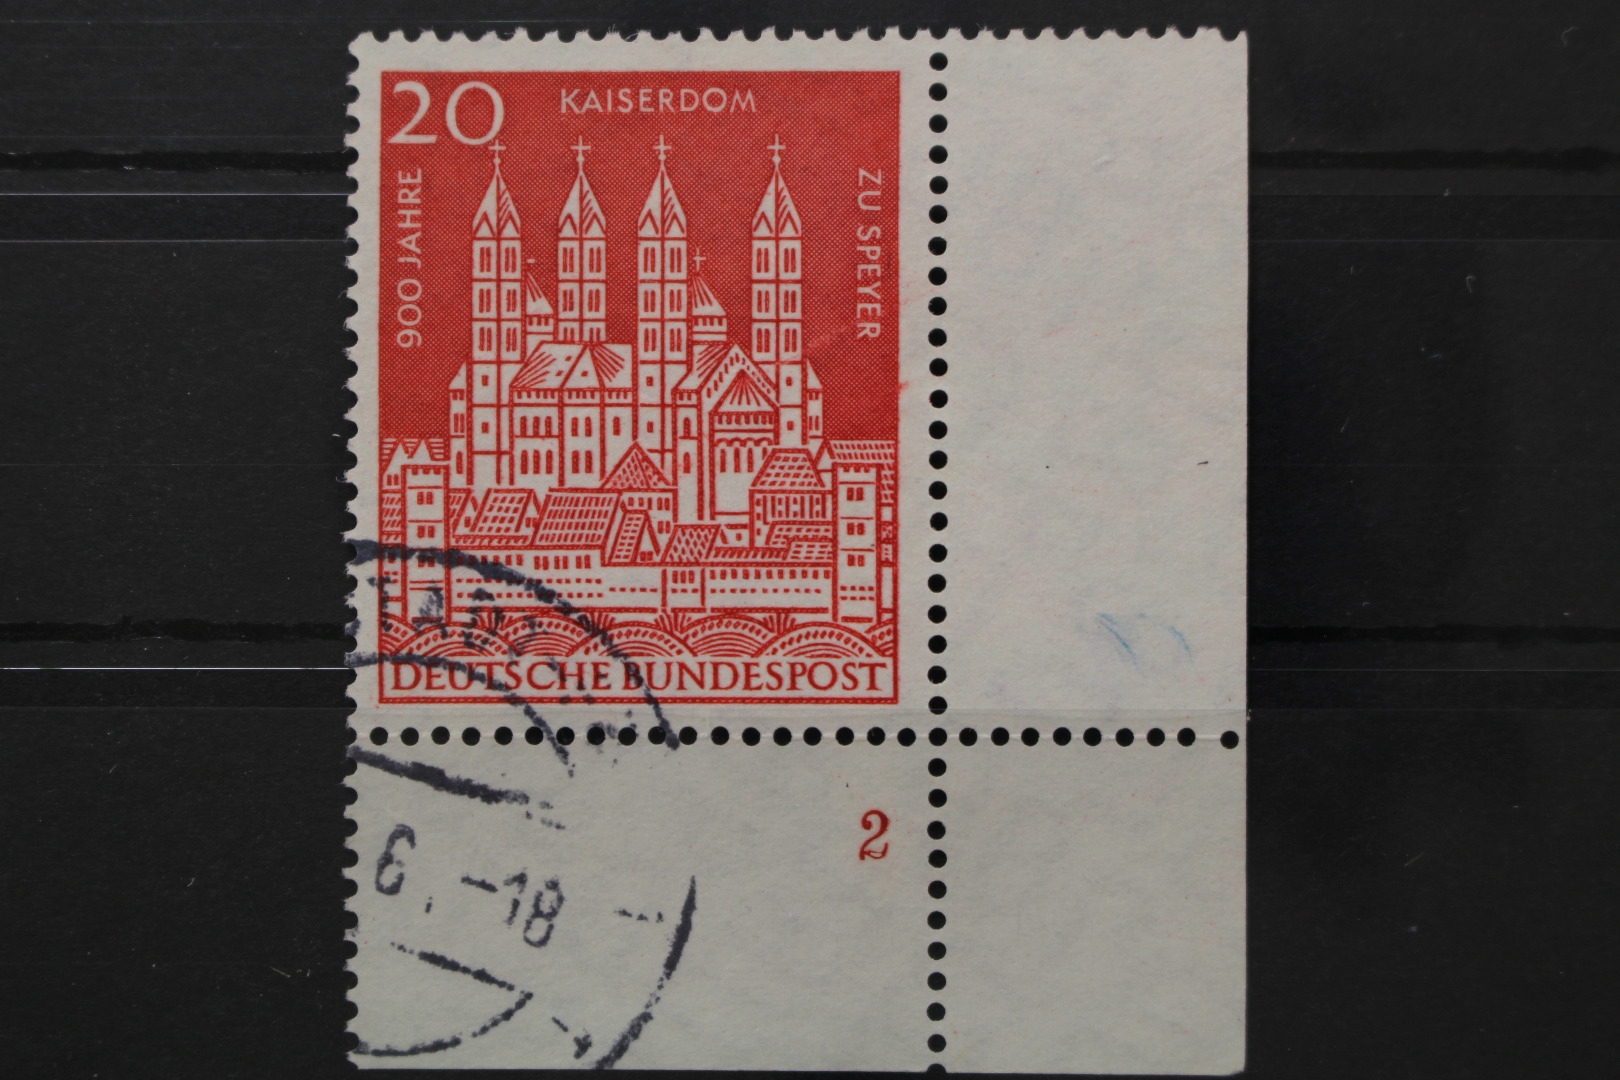 20
KAISERDOM
900 JAHRE
ZU SPEYER
DEUTSCHE BUNDESPOST
2
6. -18